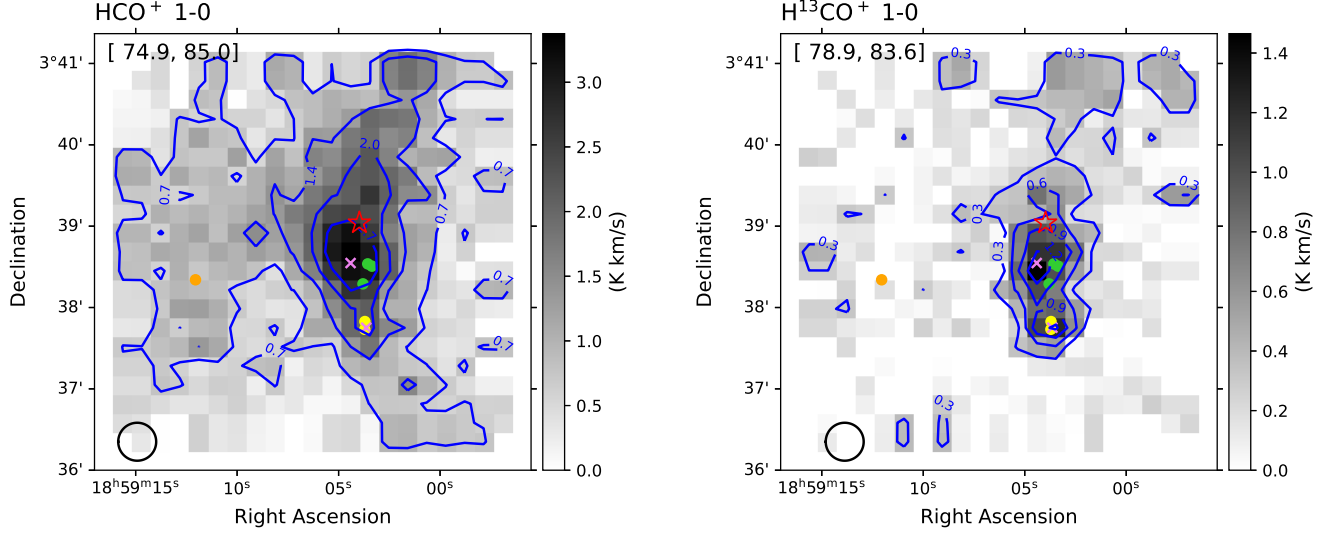 HCO⁺ 1-0
[ 74.9, 85.0]
3°41'
40'
39'
38'
37'
36'
Declination
18ʰ59ᵐ15ˢ
10ˢ
05ˢ
00ˢ
Right Ascension
2.0
1.4
0.7
0.7
0.7
0.7
0.7
0.7
3.0
2.5
2.0
1.5
1.0
0.5
0.0
(K km/s)
H¹³CO⁺ 1-0
[ 78.9, 83.6]
3°41'
40'
39'
38'
37'
36'
Declination
18ʰ59ᵐ15ˢ
10ˢ
05ˢ
00ˢ
Right Ascension
0.3
0.3
0.3
0.6
0.3
0.3
0.3
0.3
0.9
0.9
0.3
1.4
1.2
1.0
0.8
0.6
0.4
0.2
0.0
(K km/s)